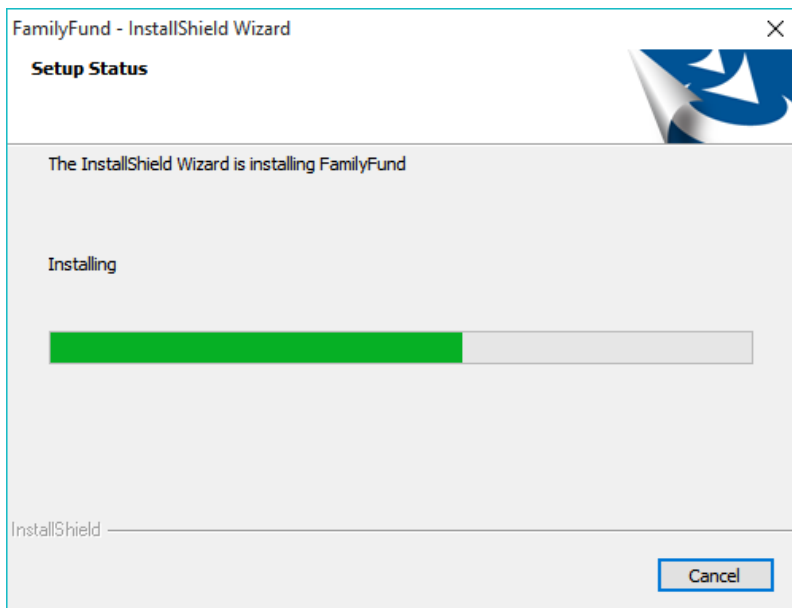 FamilyFund - InstallShield Wizard
Setup Status
The InstallShield Wizard is installing FamilyFund
Installing
InstallShield
Cancel